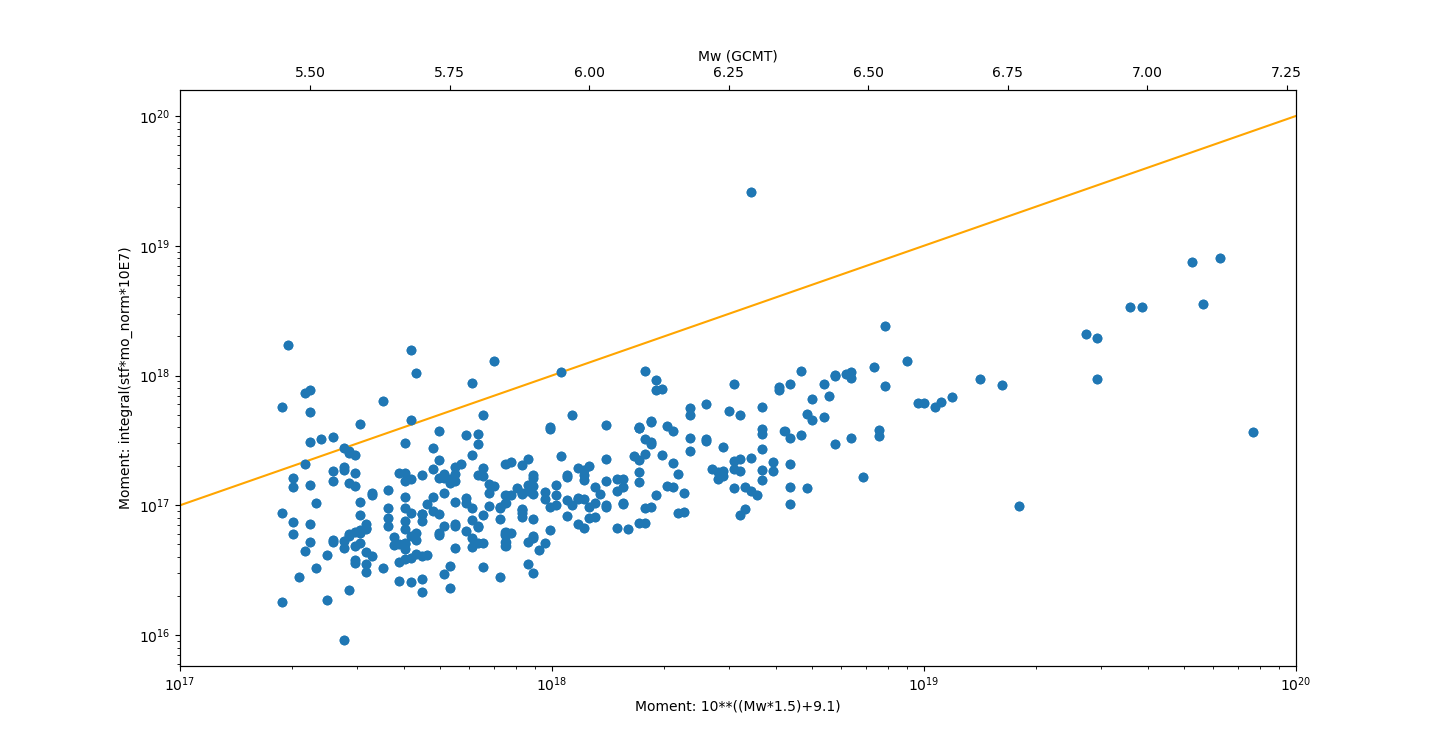 Mw (GCMT)
5.50 5.75 6.00 6.25 6.50 6.75 7.00 7.25
10^20
10^19
10^18
10^17
10^16
Moment: integral(stf*mo_norm*10E7)
10^17 10^18 10^19 10^20
Moment: 10**((Mw*1.5)+9.1)